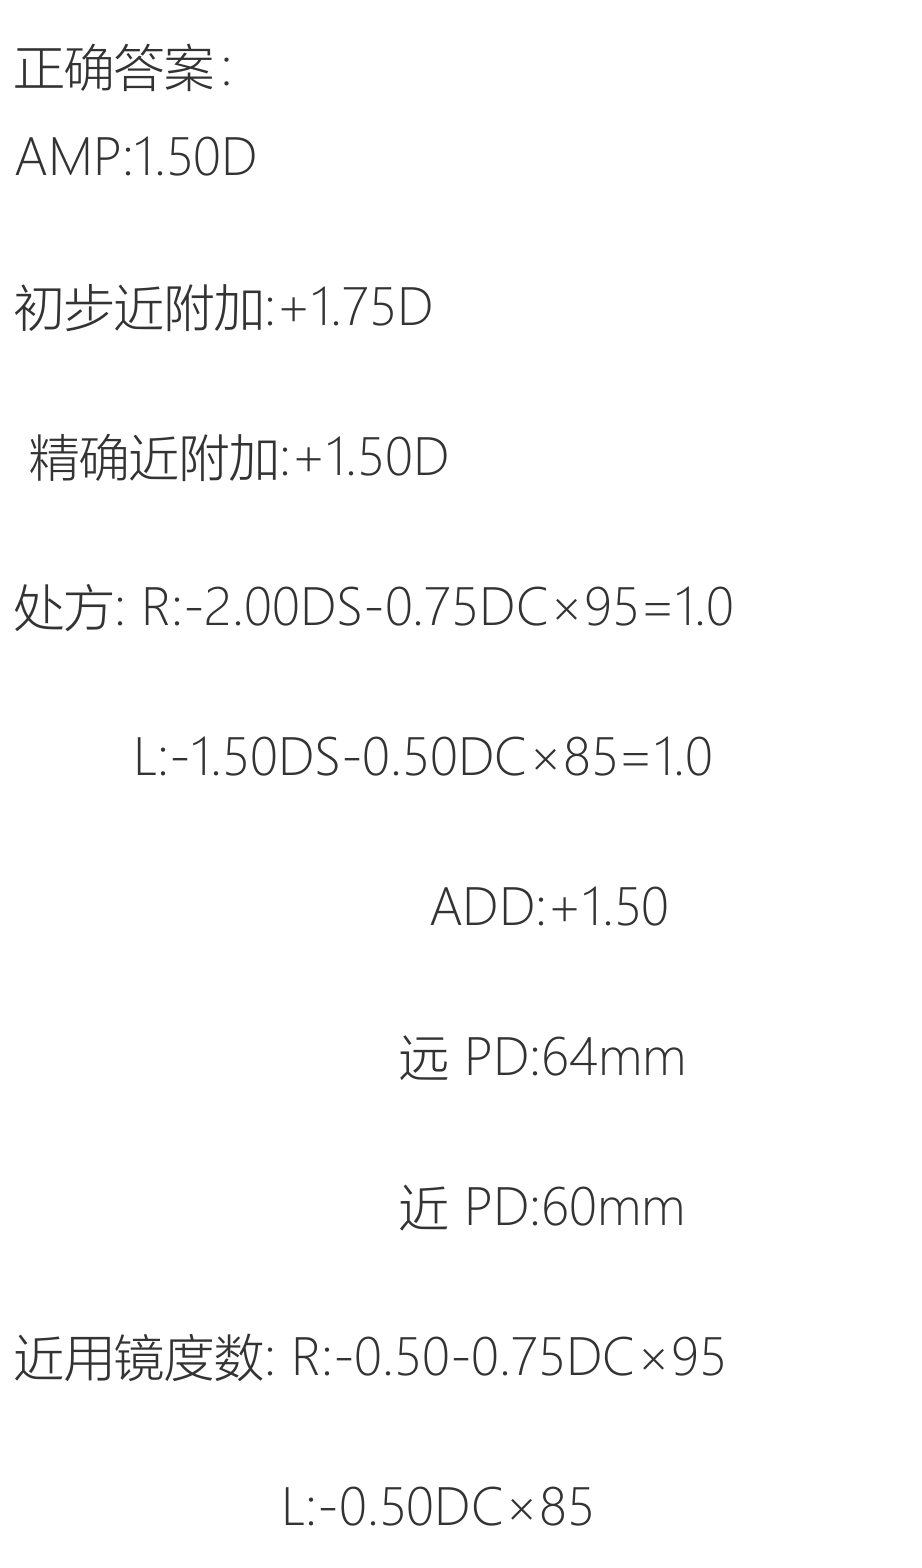 正确答案:
AMP:1.50D
初步近附加:+1.75D
精确近附加:+1.50D
处方: R:-2.00DS-0.75DC×95=1.0
L:-1.50DS-0.50DC×85=1.0
ADD:+1.50
远 PD:64mm
近 PD:60mm
近用镜度数: R:-0.50-0.75DC×95
L:-0.50DC×85